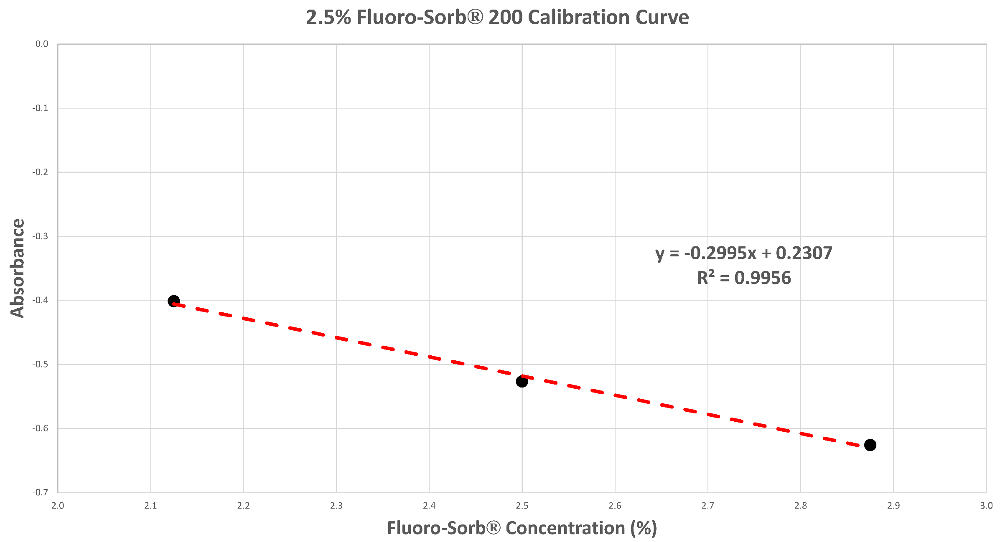 2.5% Fluoro-Sorb® 200 Calibration Curve
0.0
-0.1
-0.2
-0.3
-0.4
-0.5
-0.6
-0.7
Absorbance
y = -0.2995x + 0.2307
R² = 0.9956
2.0 2.1 2.2 2.3 2.4 2.5 2.6 2.7 2.8 2.9 3.0
Fluoro-Sorb® Concentration (%)